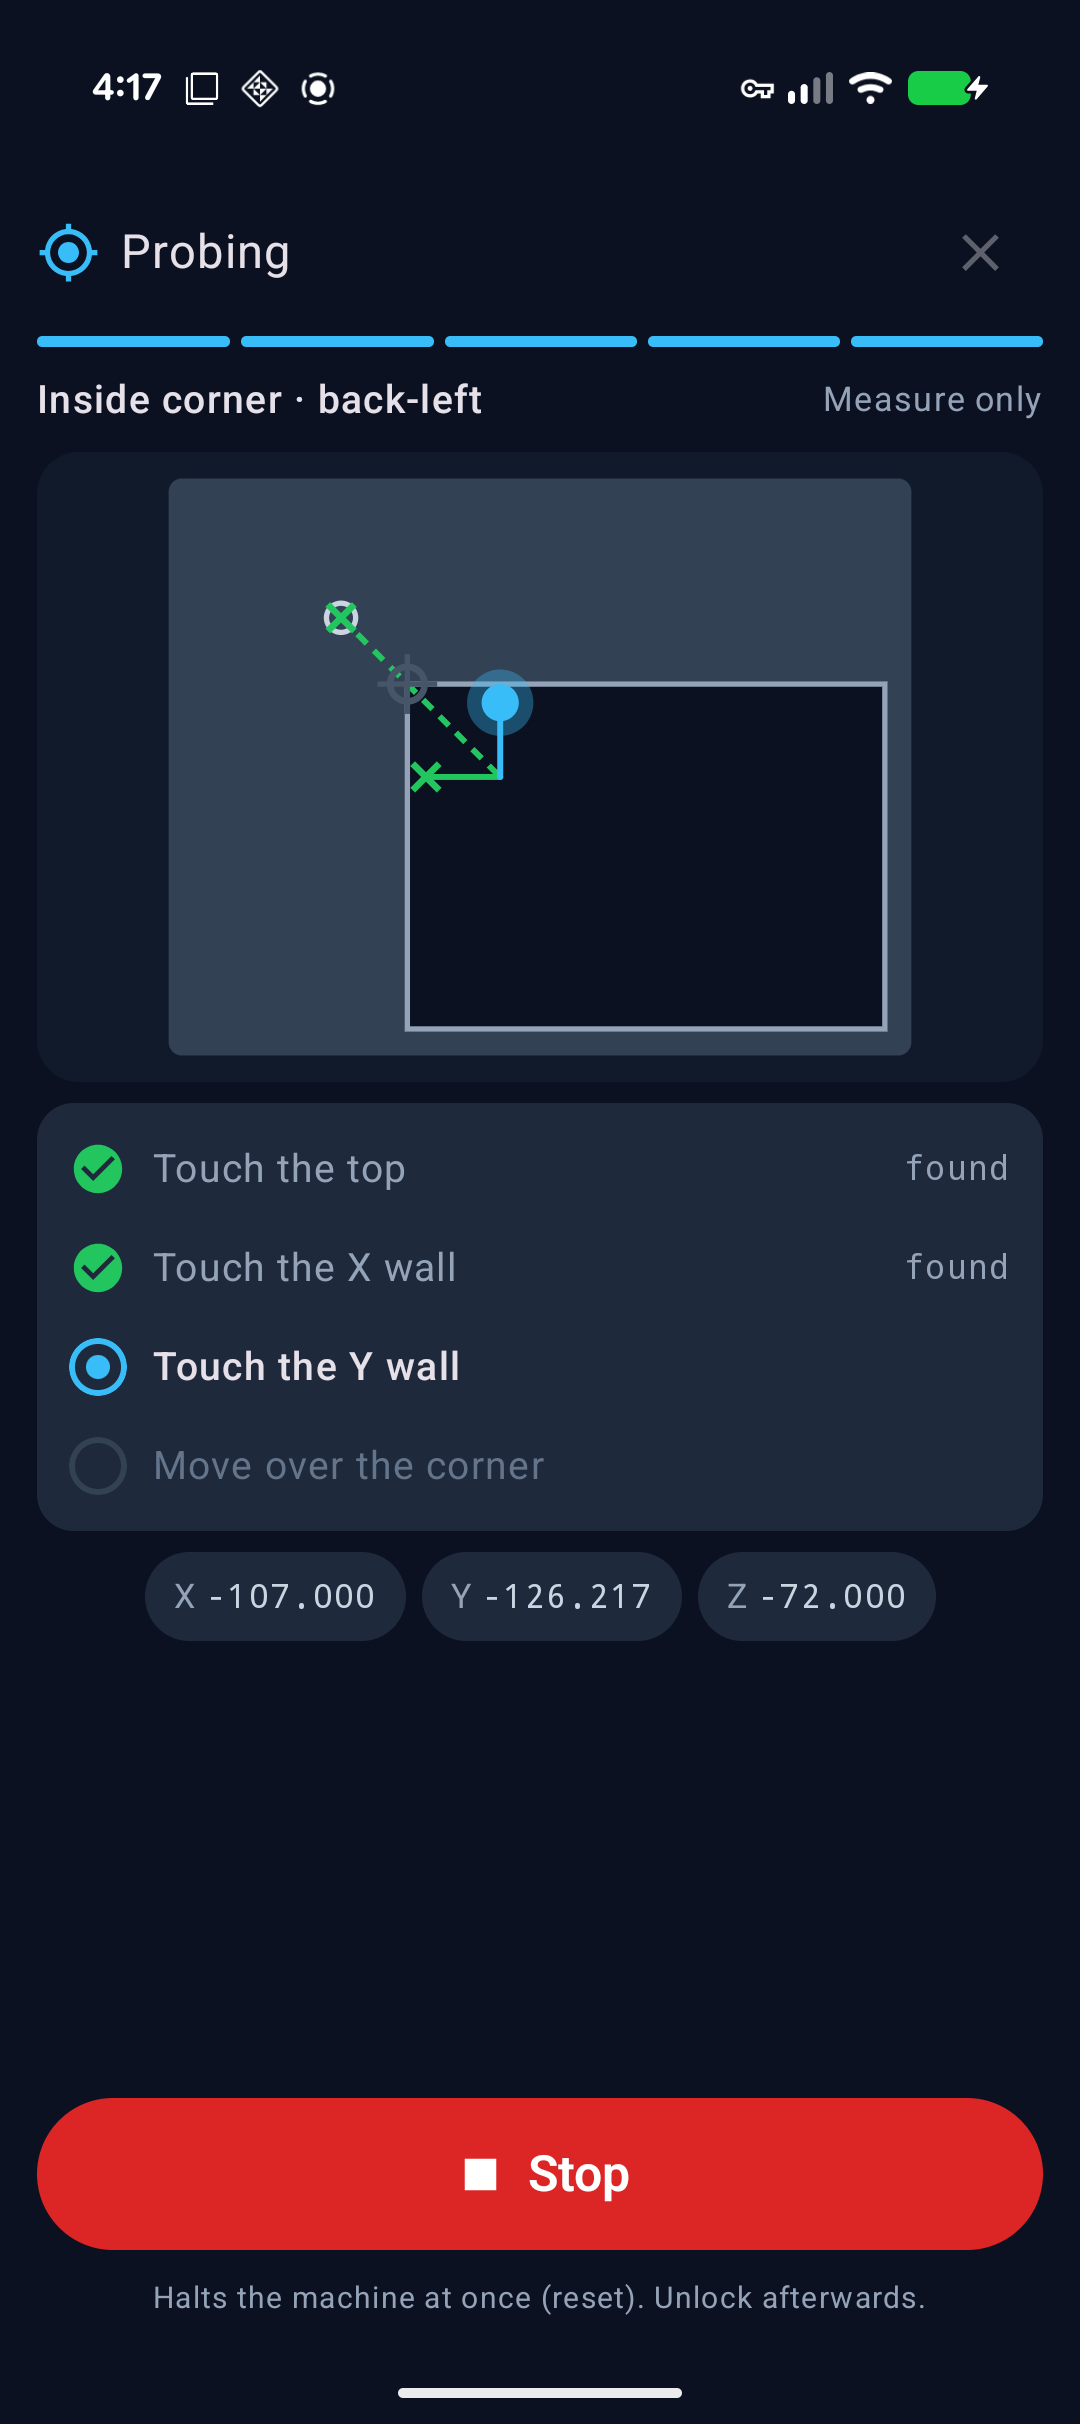 4:17
Probing
Inside corner · back-left
Measure only
Touch the top
found
Touch the X wall
found
Touch the Y wall
Move over the corner
X -107.000
Y -126.217
Z -72.000
Stop
Halts the machine at once (reset). Unlock afterwards.